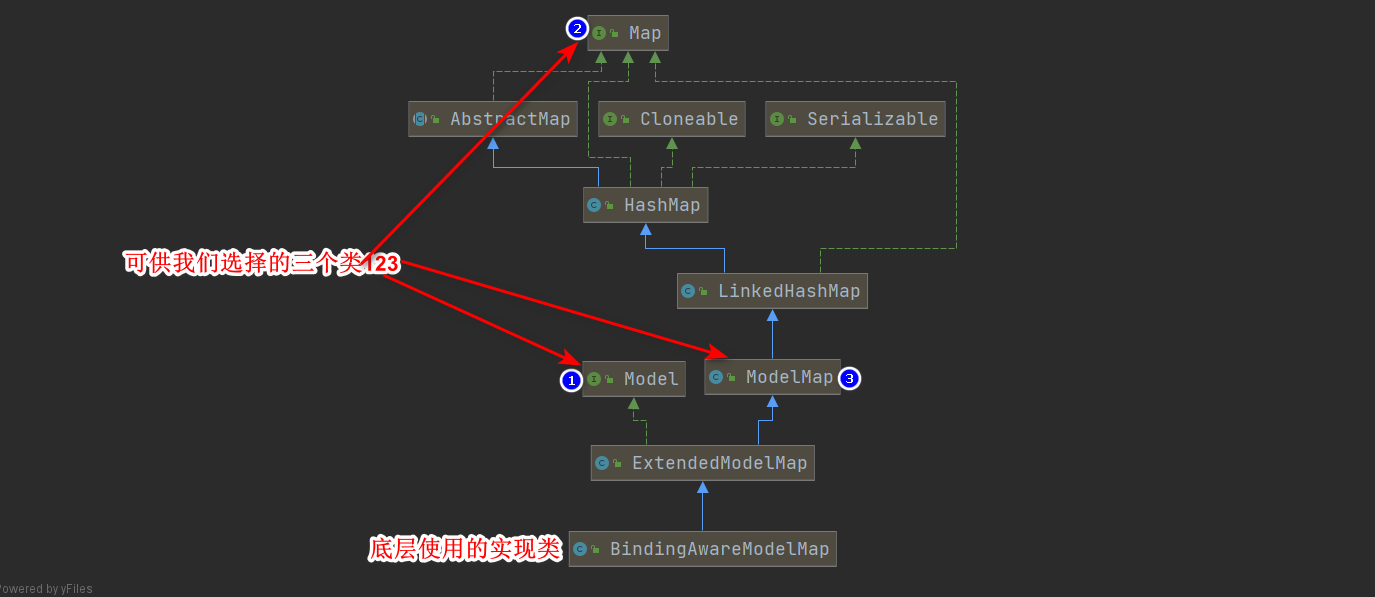 2 Map
AbstractMap Cloneable Serializable
HashMap
可供我们选择的三个类123
LinkedHashMap
1 Model ModelMap 3
ExtendedModelMap
底层使用的实现类 BindingAwareModelMap
Powered by yFiles